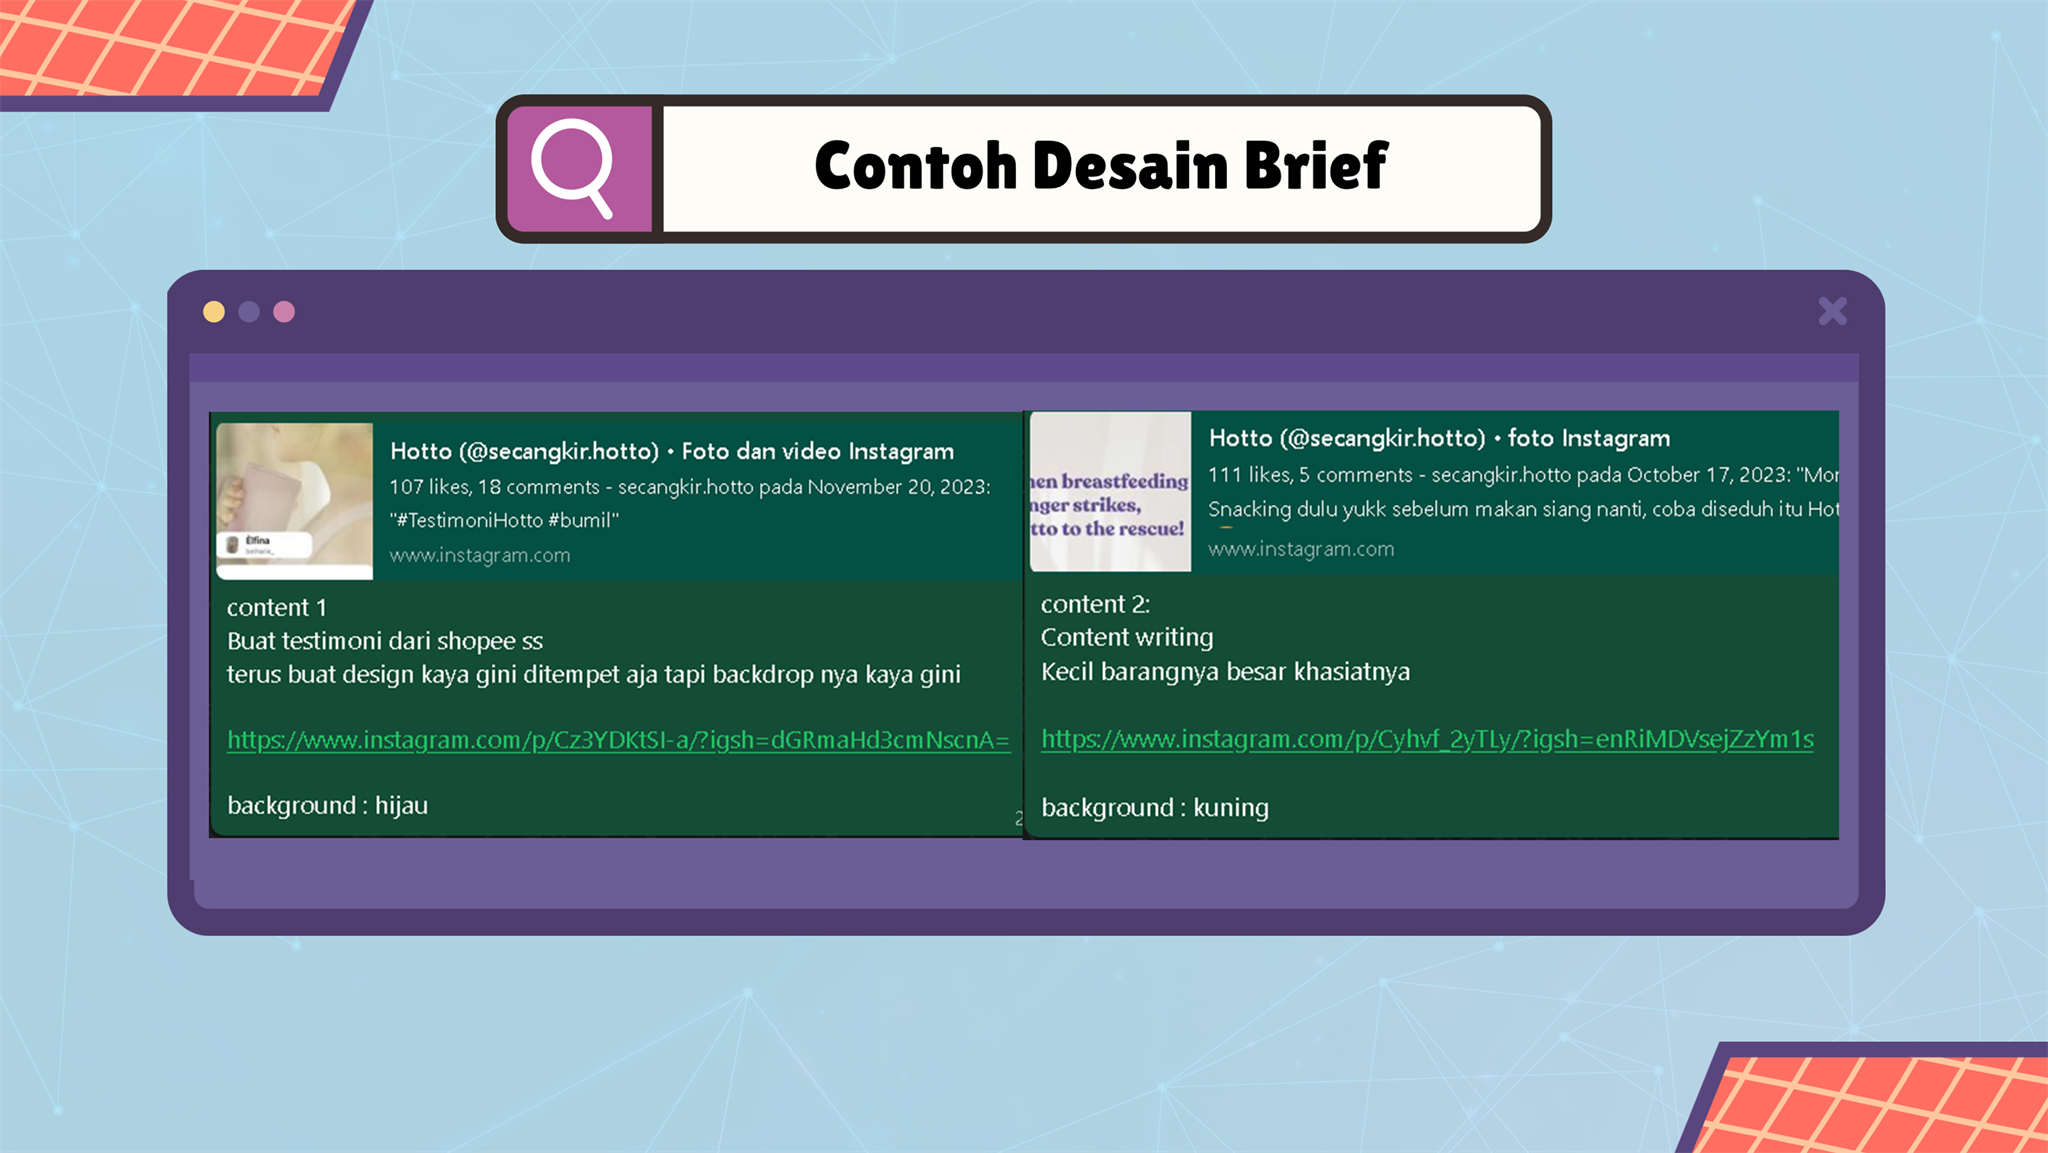 Contoh Desain Brief
Hotto (@secangkir.hotto) • Foto dan video Instagram
107 likes, 18 comments - secangkir.hotto pada November 20, 2023:
"#TestimoniHotto #bumil"
www.instagram.com
Elfina
content 1
Buat testimoni dari shopee ss
terus buat design kaya gini ditempet aja tapi backdrop nya kaya gini
https://www.instagram.com/p/Cz3YDKtSI-a/?igsh=dGRmaHd3cmNscnA=
background : hijau
2
hen breastfeeding
nger strikes,
tto to the rescue!
Hotto (@secangkir.hotto) • foto Instagram
111 likes, 5 comments - secangkir.hotto pada October 17, 2023: "Mor
Snacking dulu yukk sebelum makan siang nanti, coba diseduh itu Hot
www.instagram.com
content 2:
Content writing
Kecil barangnya besar khasiatnya
https://www.instagram.com/p/Cyhvf_2yTLy/?igsh=enRiMDVsejZzYm1s
background : kuning